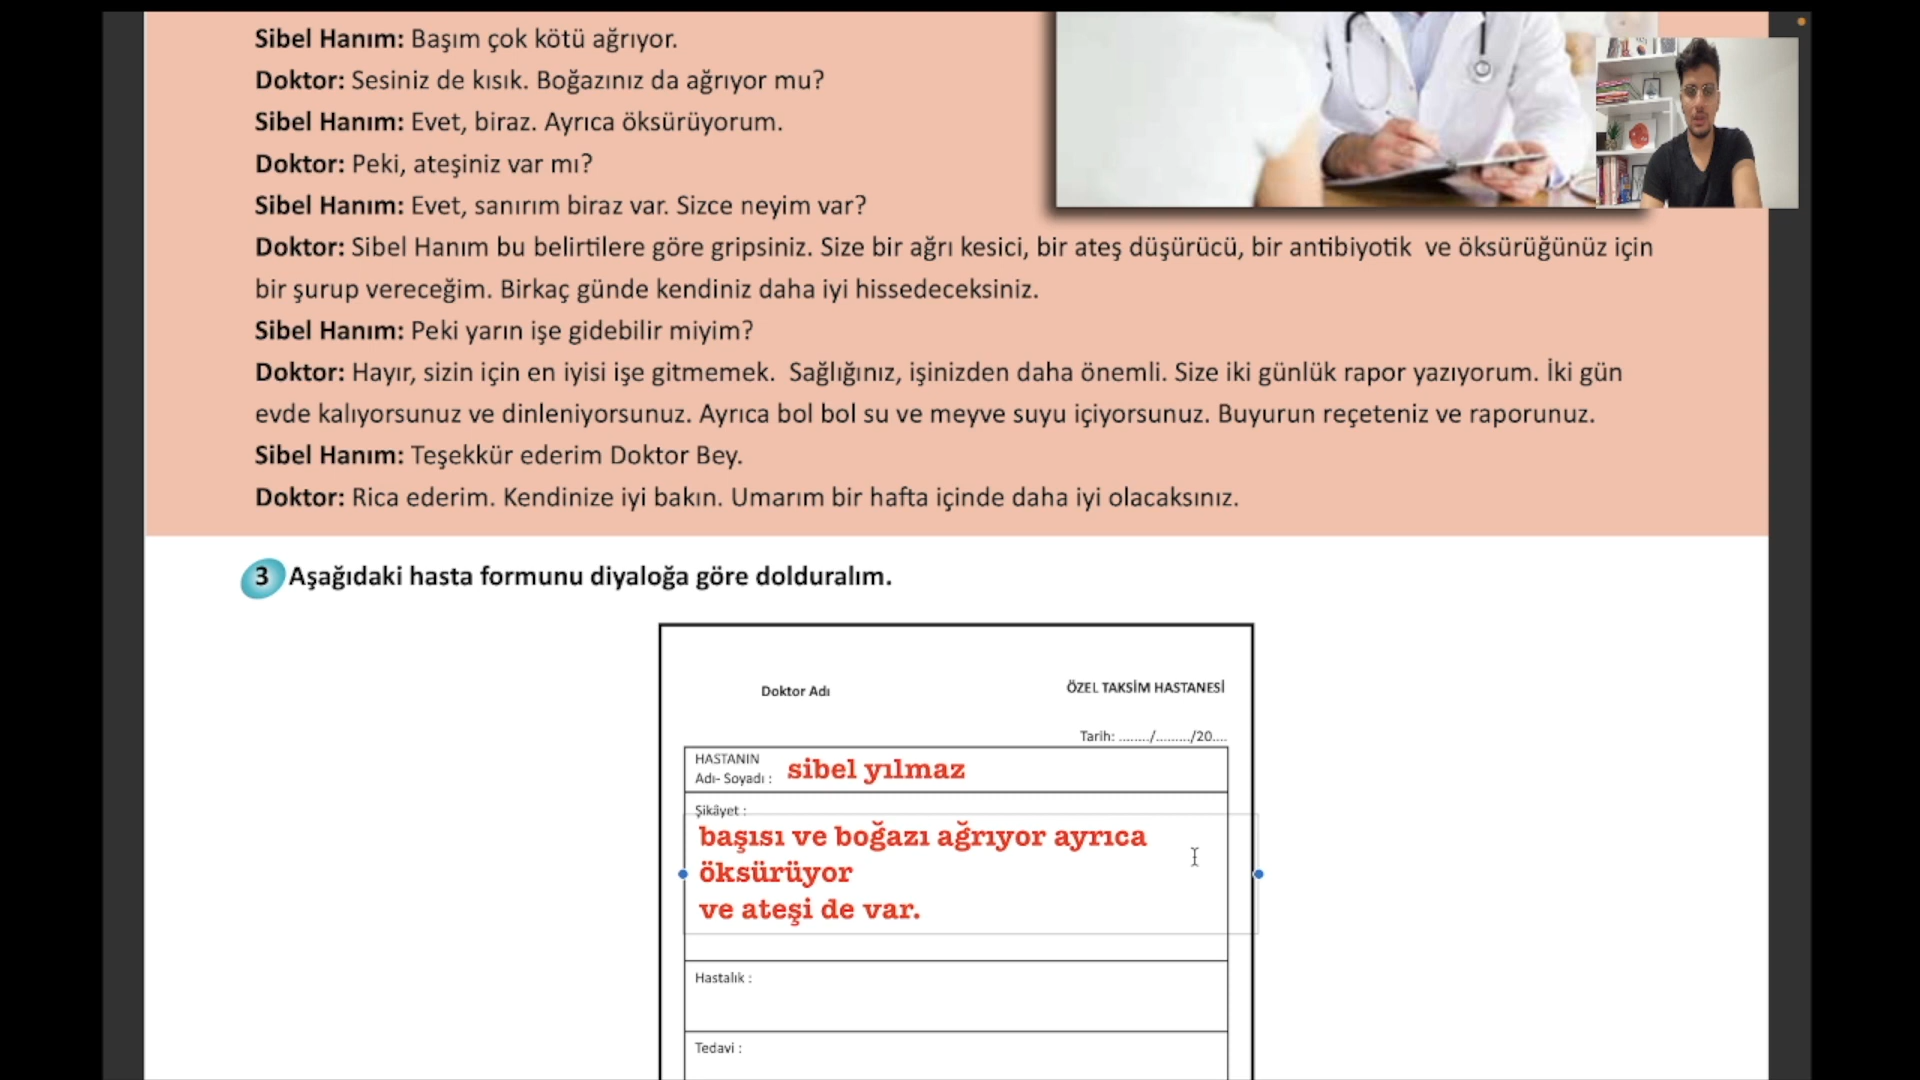 Sibel Hanım: Başım çok kötü ağrıyor.
Doktor: Sesiniz de kısık. Boğazınız da ağrıyor mu?
Sibel Hanım: Evet, biraz. Ayrıca öksürüyorum.
Doktor: Peki, ateşiniz var mı?
Sibel Hanım: Evet, sanırım biraz var. Sizce neyim var?
Doktor: Sibel Hanım bu belirtilere göre gripsiniz. Size bir ağrı kesici, bir ateş düşürücü, bir antibiyotik ve öksürüğünüz için
bir şurup vereceğim. Birkaç günde kendiniz daha iyi hissedeceksiniz.
Sibel Hanım: Peki yarın işe gidebilir miyim?
Doktor: Hayır, sizin için en iyisi işe gitmemek. Sağlığınız, işinizden daha önemli. Size iki günlük rapor yazıyorum. İki gün
evde kalıyorsunuz ve dinleniyorsunuz. Ayrıca bol bol su ve meyve suyu içiyorsunuz. Buyurun reçeteniz ve raporunuz.
Sibel Hanım: Teşekkür ederim Doktor Bey.
Doktor: Rica ederim. Kendinize iyi bakın. Umarım bir hafta içinde daha iyi olacaksınız.
3 Aşağıdaki hasta formunu diyaloğa göre dolduralım.
Doktor Adı
ÖZEL TAKSİM HASTANESİ
Tarih: ......../........./20....
HASTANIN
Adı- Soyadı : sibel yılmaz
Şikâyet :
başısı ve boğazı ağrıyor ayrıca
öksürüyor
ve ateşi de var.
Hastalık :
Tedavi :